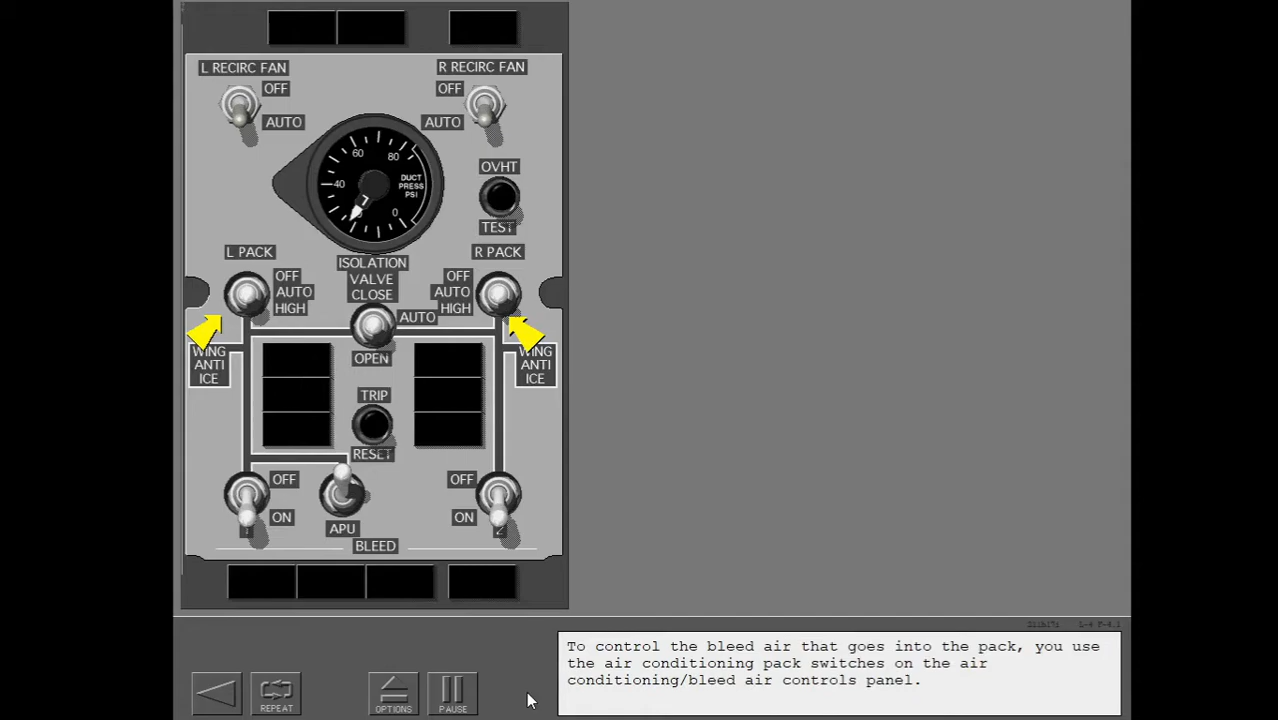 L RECIRC FAN
R RECIRC FAN
OFF
OFF
AUTO
AUTO
60
80
40
DUCT
PRESS
PSI
0
OVHT
TEST
L PACK
R PACK
ISOLATION
VALVE
CLOSE
OFF
AUTO
HIGH
OFF
AUTO
HIGH
AUTO
OPEN
WING
ANTI
ICE
WING
ANTI
ICE
TRIP
RESET
OFF
ON
1
APU
OFF
ON
2
BLEED
To control the bleed air that goes into the pack, you use
the air conditioning pack switches on the air
conditioning/bleed air controls panel.
REPEAT
OPTIONS
PAUSE